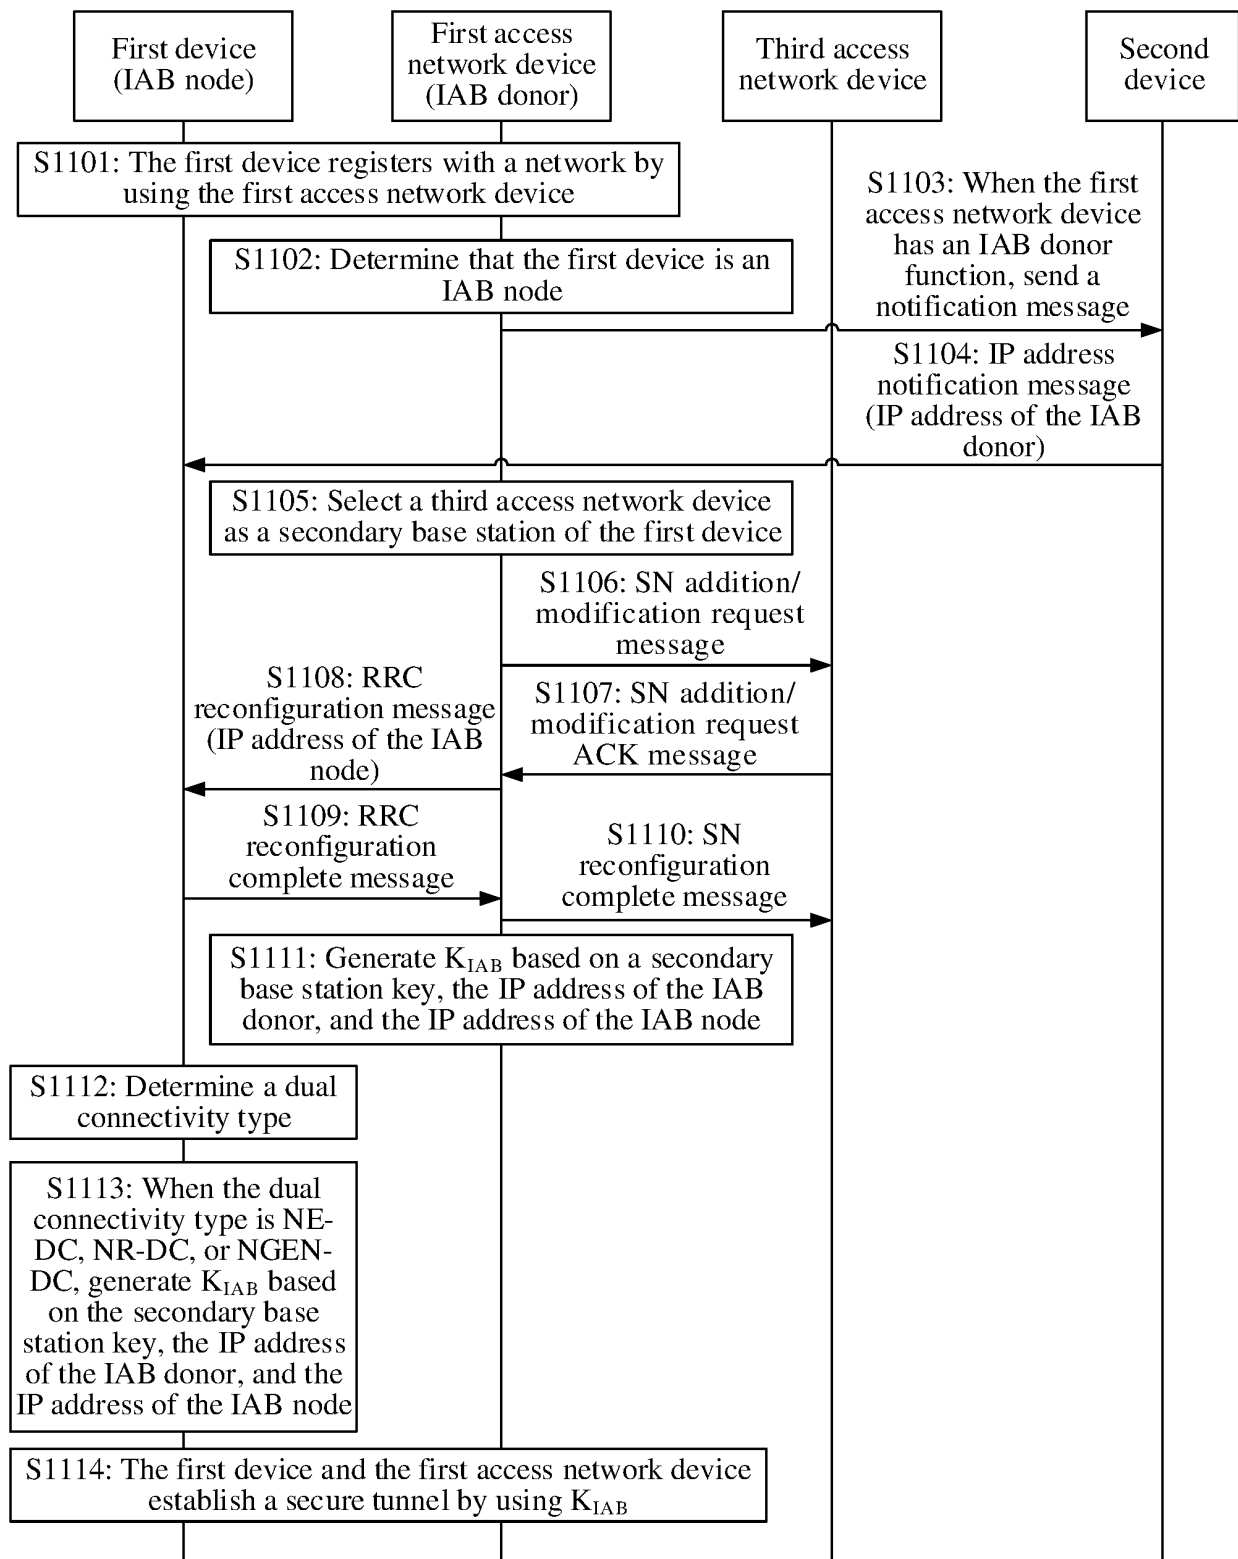 First device
(IAB node)
First access
network device
(IAB donor)
Third access
network device
Second
device
S1101: The first device registers with a network by
using the first access network device
S1102: Determine that the first device is an
IAB node
S1103: When the first
access network device
has an IAB donor
function, send a
notification message
S1104: IP address
notification message
(IP address of the IAB
donor)
S1105: Select a third access network device
as a secondary base station of the first device
S1106: SN addition/
modification request
message
S1107: SN addition/
modification request
ACK message
S1108: RRC
reconfiguration message
(IP address of the IAB
node)
S1109: RRC
reconfiguration
complete message
S1110: SN
reconfiguration
complete message
S1111: Generate K_IAB based on a secondary
base station key, the IP address of the IAB
donor, and the IP address of the IAB node
S1112: Determine a dual
connectivity type
S1113: When the dual
connectivity type is NE-
DC, NR-DC, or NGEN-
DC, generate K_IAB based
on the secondary base
station key, the IP address
of the IAB donor, and the
IP address of the IAB node
S1114: The first device and the first access network device
establish a secure tunnel by using K_IAB